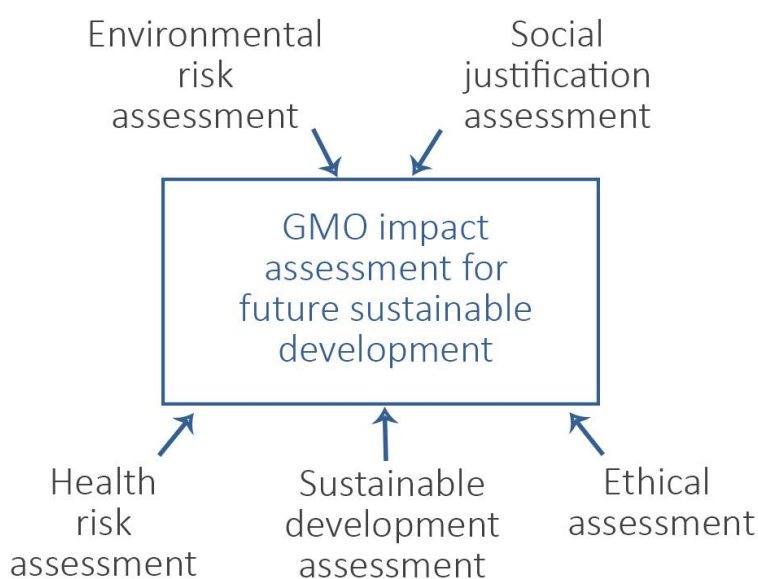 Environmental
risk
assessment
Social
justification
assessment
GMO impact
assessment for
future sustainable
development
Health
risk
assessment
Sustainable
development
assessment
Ethical
assessment